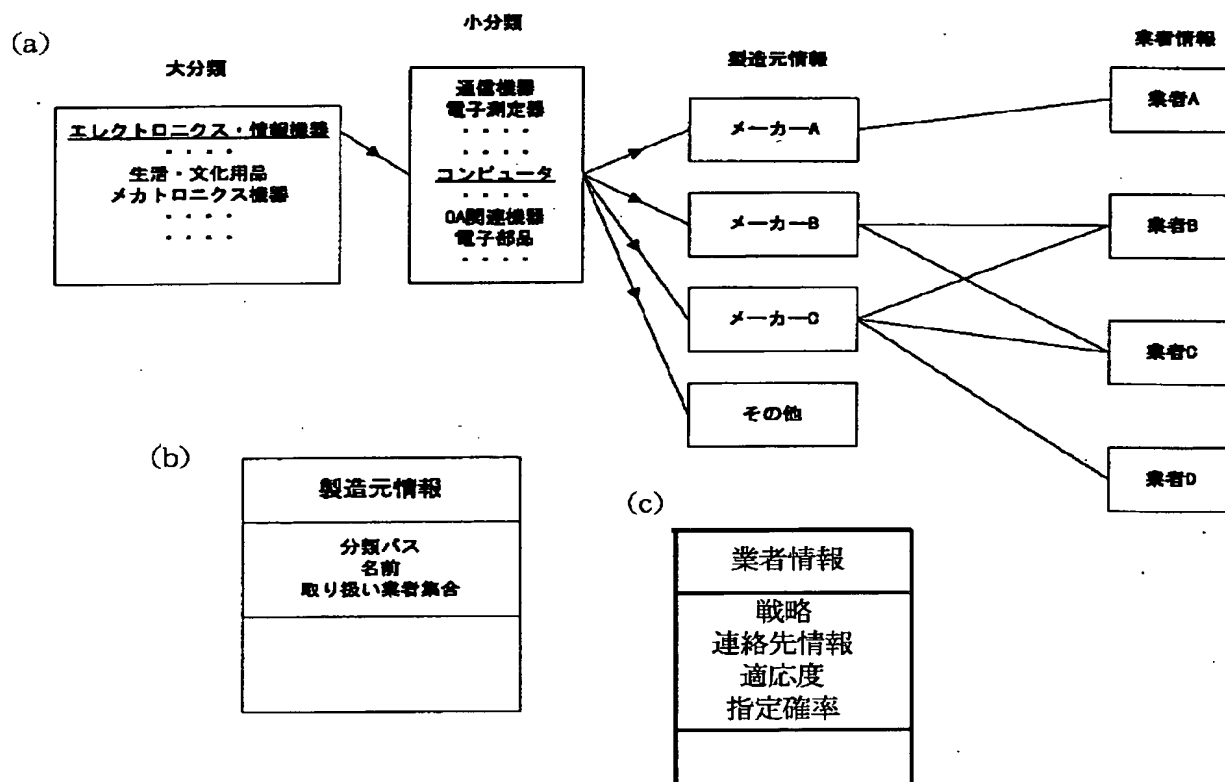 (a)
大分類
エレクトロニクス・情報機器
・・・・
生活・文化用品
メカトロニクス機器
・・・・
・・・・
小分類
通信機器
電子測定器
・・・・
・・・・
コンピュータ
・・・・
OA関連機器
電子部品
・・・・
製造元情報
メーカーA
メーカーB
メーカーC
その他
業者情報
業者A
業者B
業者C
業者D
(b)
製造元情報
分類パス
名前
取り扱い業者集合
(c)
業者情報
戦略
連絡先情報
適応度
指定確率